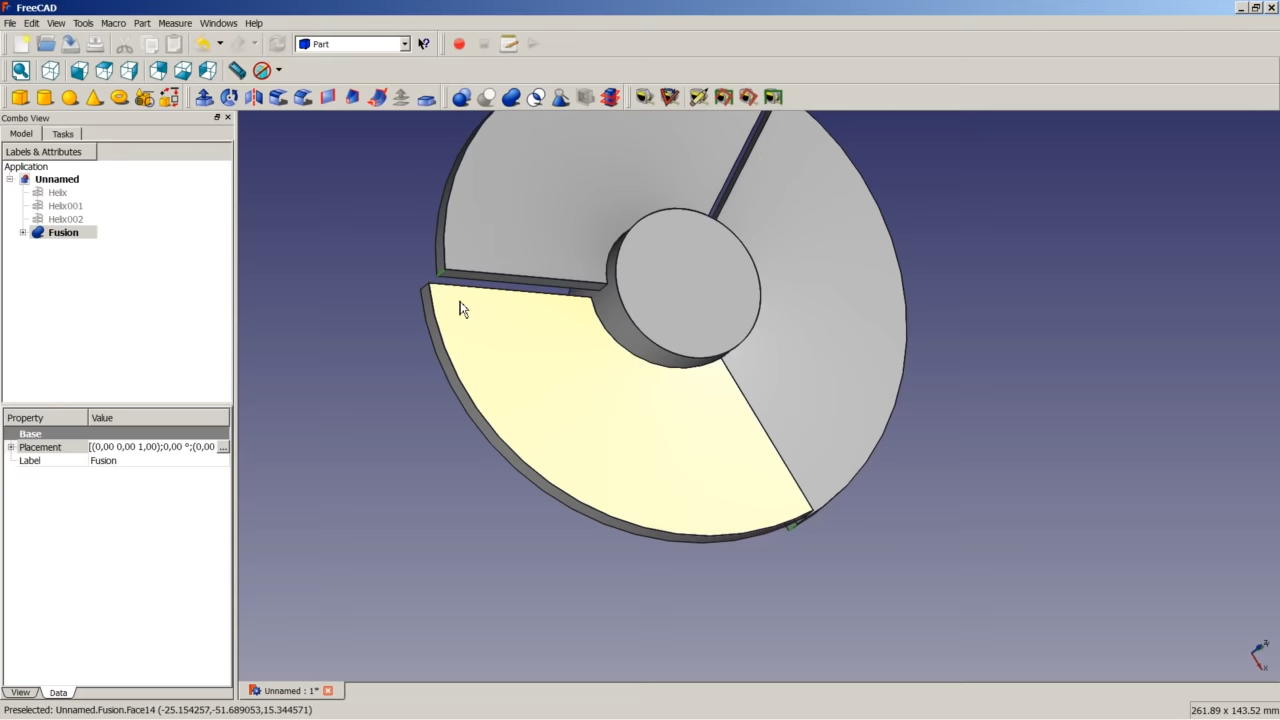 FreeCAD
File Edit View Tools Macro Part Measure Windows Help
Part
Combo View
Model Tasks
Labels & Attributes
Application
Unnamed
Helix
Helix001
Helix002
Fusion
Property Value
Base
Placement [(0,00 0,00 1,00);0,00 °;(0,00 ...
Label Fusion
View Data
Unnamed : 1*
X
Preselected: Unnamed.Fusion.Face14 (-25.154257,-51.689053,15.344571)
261.89 x 143.52 mm